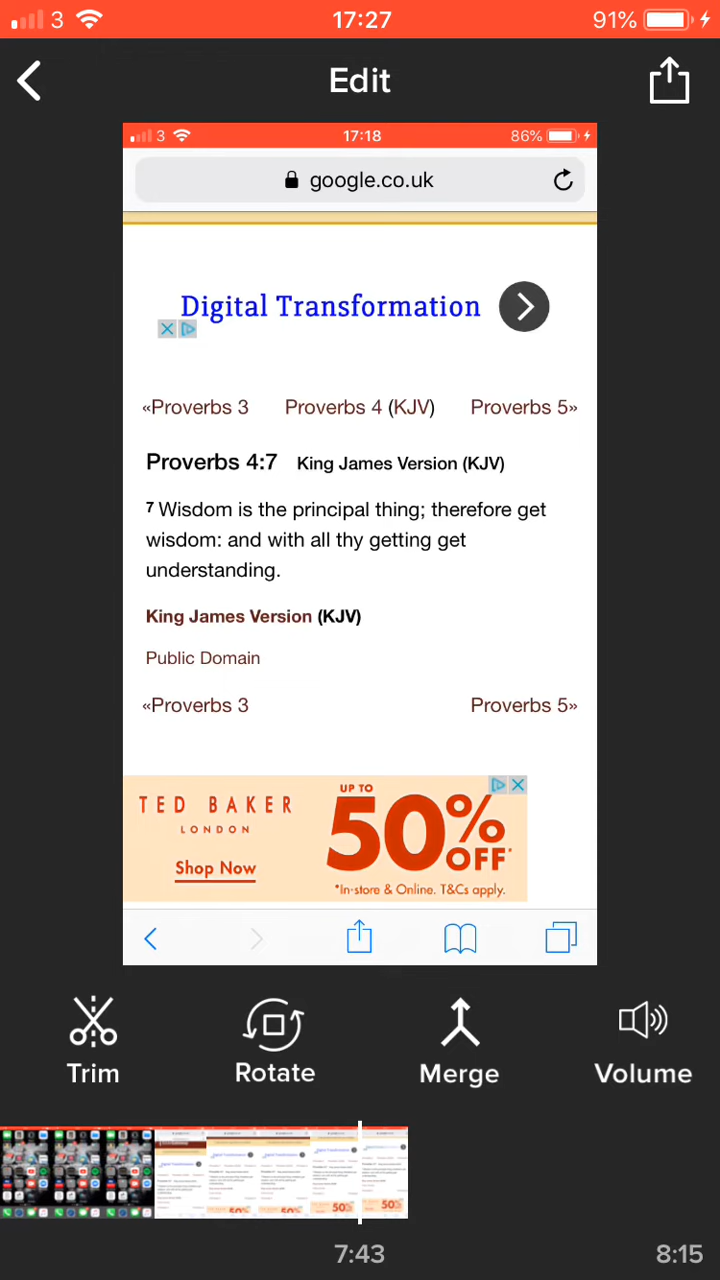 3 17:27 91%
Edit
3 17:18 86%
google.co.uk
Digital Transformation
«Proverbs 3 Proverbs 4 (KJV) Proverbs 5»
Proverbs 4:7 King James Version (KJV)
7 Wisdom is the principal thing; therefore get
wisdom: and with all thy getting get
understanding.
King James Version (KJV)
Public Domain
«Proverbs 3 Proverbs 5»
TED BAKER
LONDON
Shop Now
UP TO
50%
OFF*
*In-store & Online. T&Cs apply.
Trim Rotate Merge Volume
7:43 8:15